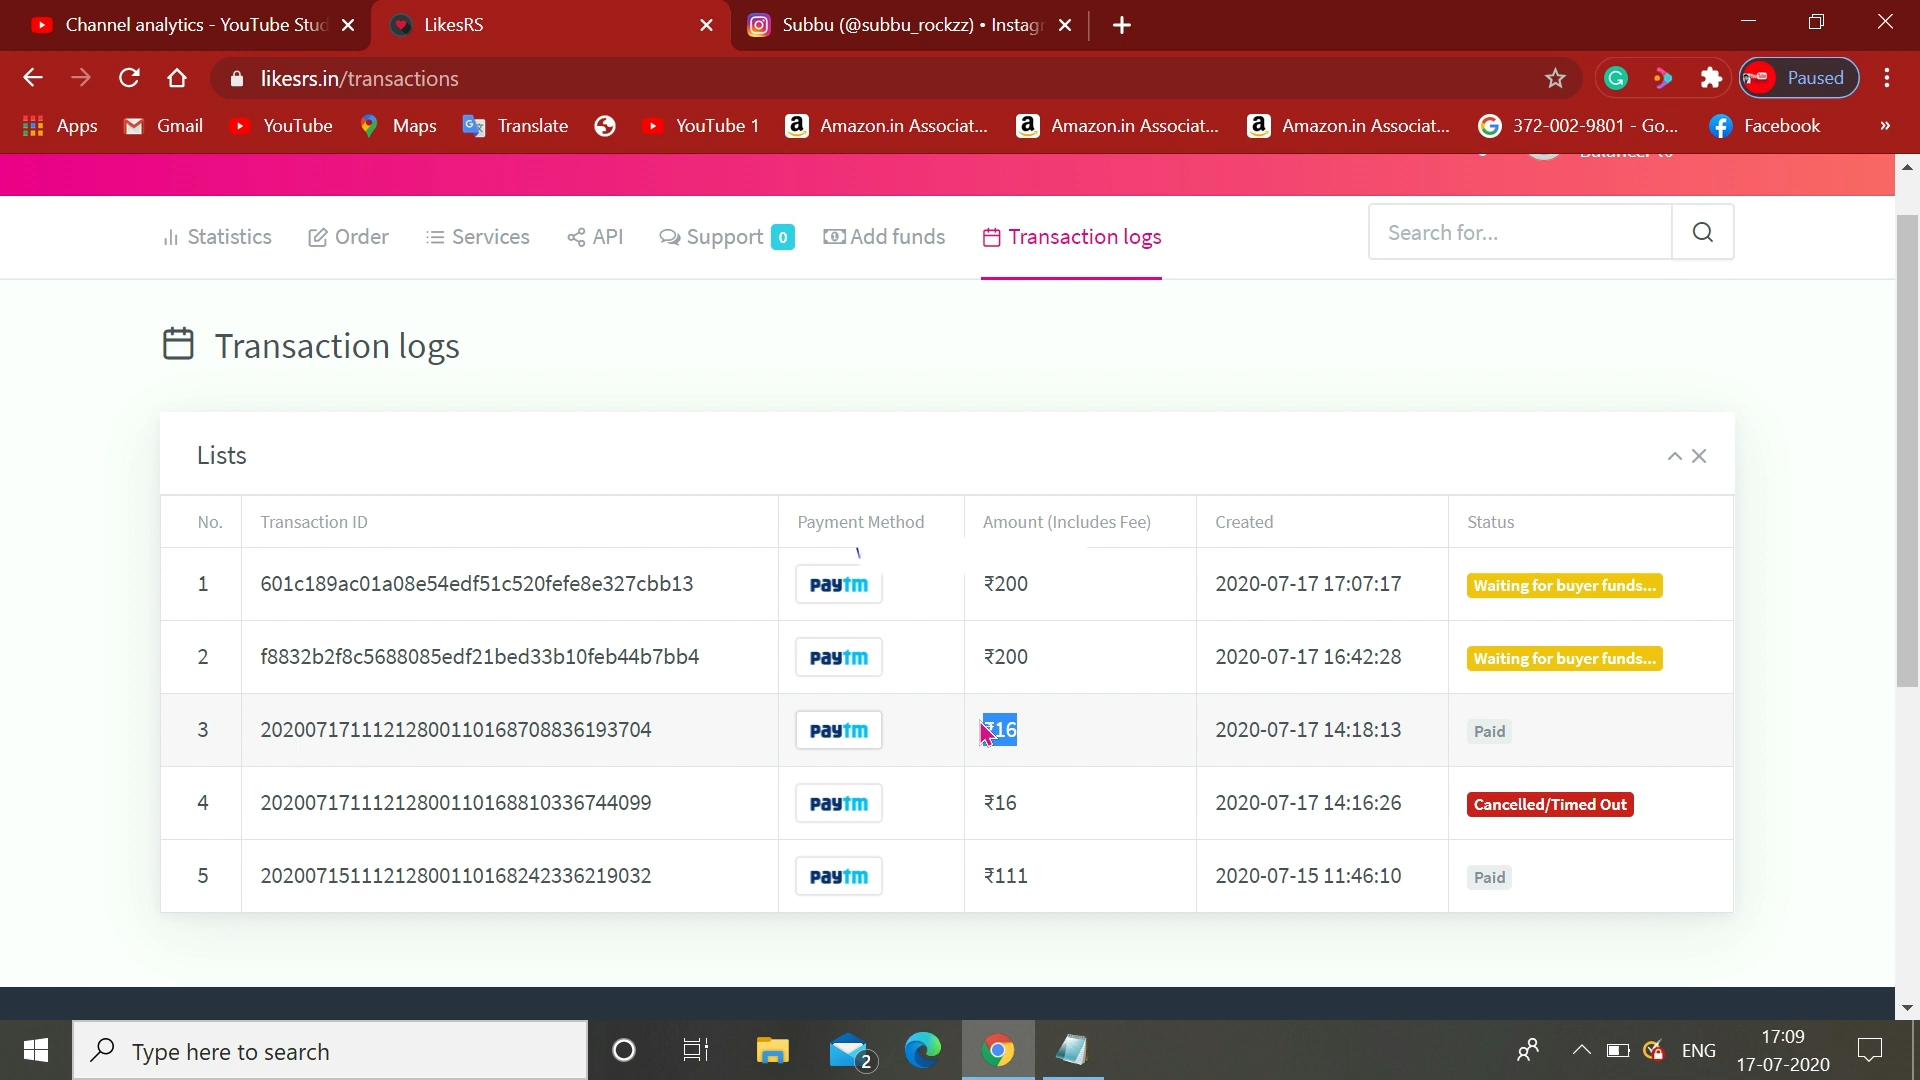 Channel analytics - YouTube Stud
LikesRS
Subbu (@subbu_rockzz) • Instagr
likesrs.in/transactions
Paused
Apps
Gmail
YouTube
Maps
Translate
YouTube 1
Amazon.in Associat...
Amazon.in Associat...
Amazon.in Associat...
372-002-9801 - Go...
Facebook
»
Statistics
Order
Services
API
Support 0
Add funds
Transaction logs
Search for...
Transaction logs
Lists
No. Transaction ID Payment Method Amount (Includes Fee) Created Status
1 601c189ac01a08e54edf51c520fefe8e327cbb13 paytm ₹200 2020-07-17 17:07:17 Waiting for buyer funds...
2 f8832b2f8c5688085edf21bed33b10feb44b7bb4 paytm ₹200 2020-07-17 16:42:28 Waiting for buyer funds...
3 20200717111212800110168708836193704 paytm ₹16 2020-07-17 14:18:13 Paid
4 20200717111212800110168810336744099 paytm ₹16 2020-07-17 14:16:26 Cancelled/Timed Out
5 20200715111212800110168242336219032 paytm ₹111 2020-07-15 11:46:10 Paid
Type here to search
2
ENG
17:09
17-07-2020